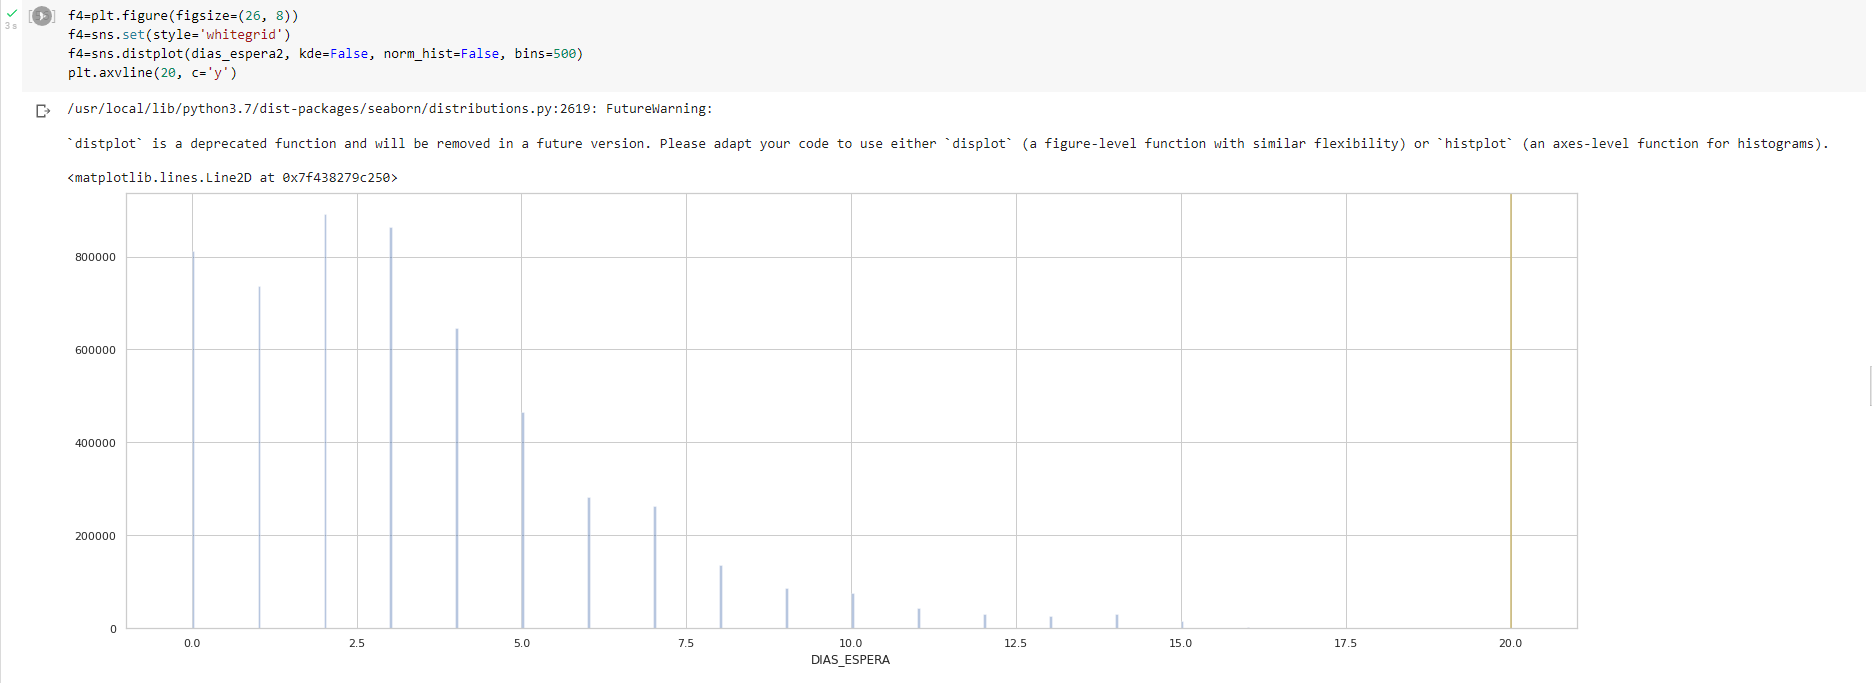 3s
f4=plt.figure(figsize=(26, 8))
f4=sns.set(style='whitegrid')
f4=sns.distplot(dias_espera2, kde=False, norm_hist=False, bins=500)
plt.axvline(20, c='y')
/usr/local/lib/python3.7/dist-packages/seaborn/distributions.py:2619: FutureWarning:
`distplot` is a deprecated function and will be removed in a future version. Please adapt your code to use either `displot` (a figure-level function with similar flexibility) or `histplot` (an axes-level function for histograms).
<matplotlib.lines.Line2D at 0x7f438279c250>
800000
600000
400000
200000
0
0.0 2.5 5.0 7.5 10.0 12.5 15.0 17.5 20.0
DIAS_ESPERA